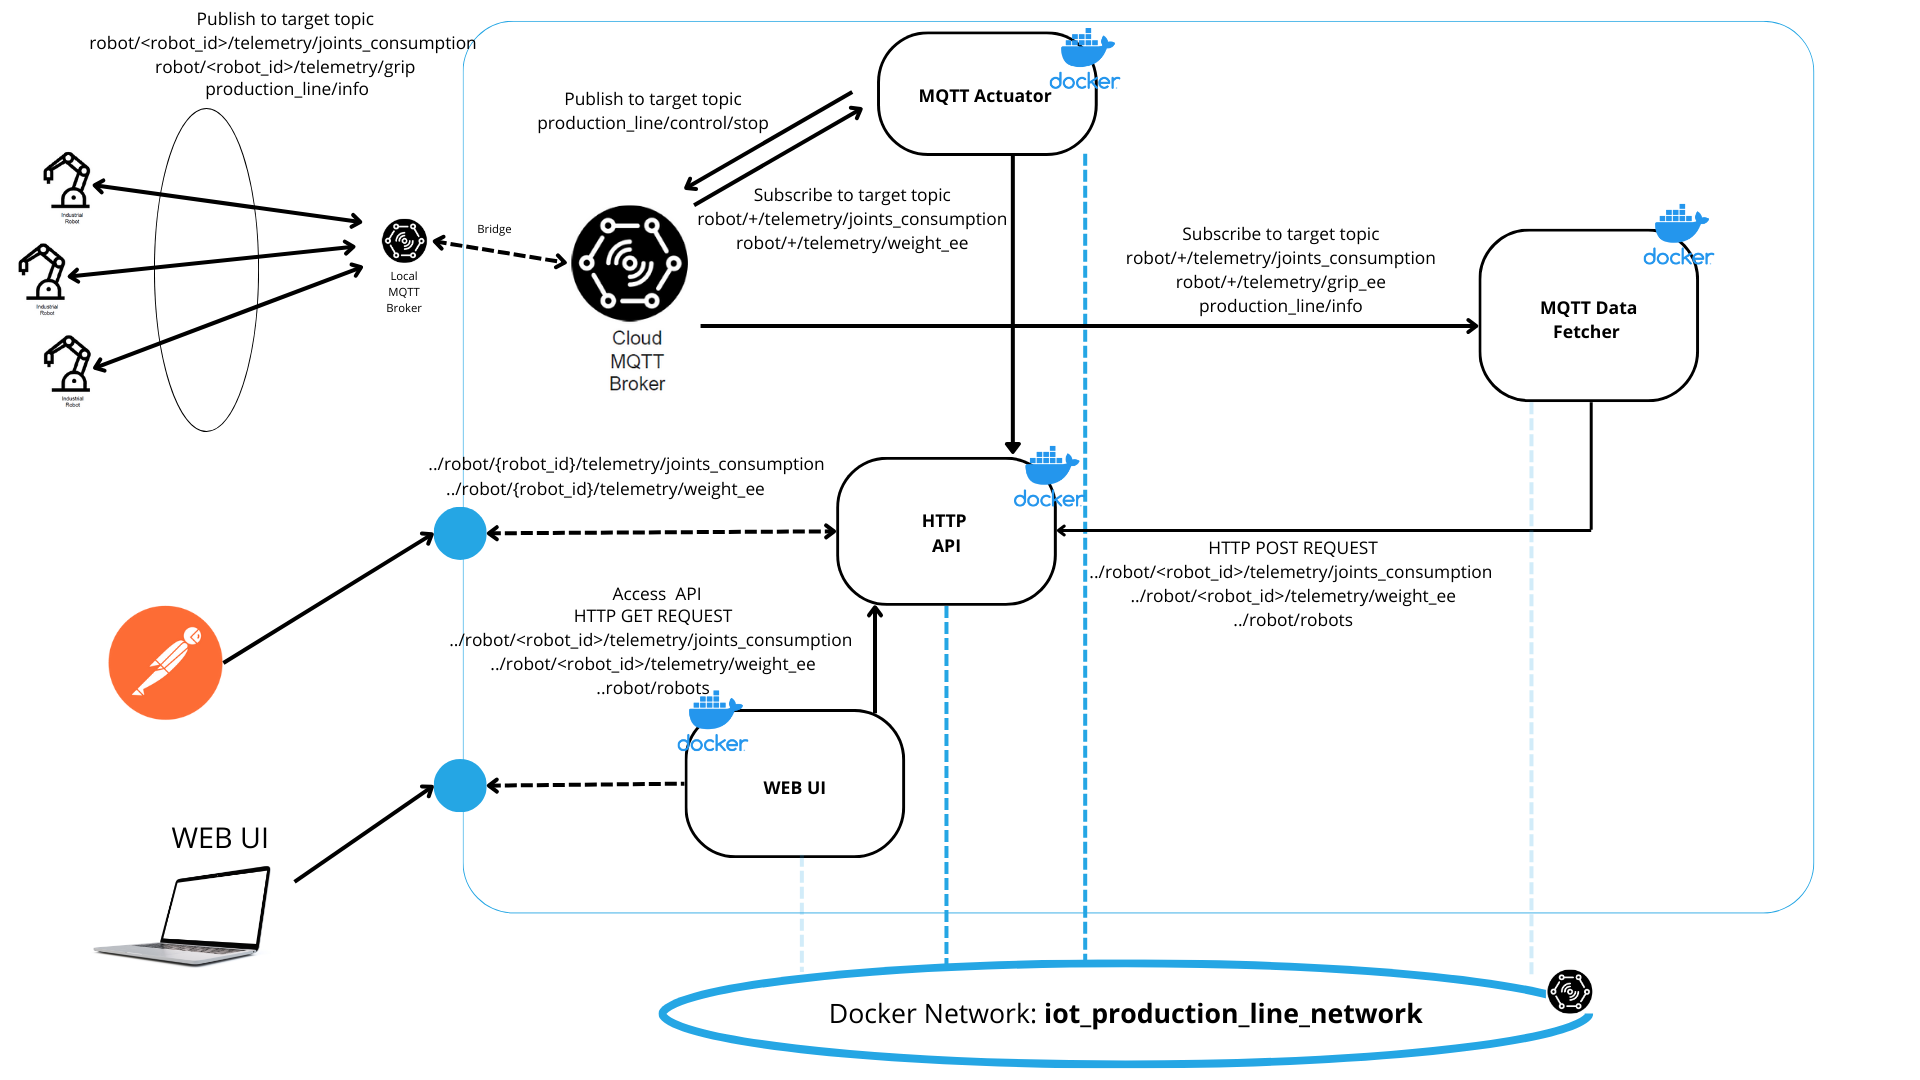 Publish to target topic
robot/<robot_id>/telemetry/joints_consumption
robot/<robot_id>/telemetry/grip
production_line/info
Industrial
Robot
Industrial
Robot
Industrial
Robot
Local
MQTT
Broker
Bridge
Cloud
MQTT
Broker
Publish to target topic
production_line/control/stop
MQTT Actuator
docker
Subscribe to target topic
robot/+/telemetry/joints_consumption
robot/+/telemetry/weight_ee
Subscribe to target topic
robot/+/telemetry/joints_consumption
robot/+/telemetry/grip_ee
production_line/info
docker
MQTT Data
Fetcher
../robot/{robot_id}/telemetry/joints_consumption
../robot/{robot_id}/telemetry/weight_ee
docker
HTTP
API
HTTP POST REQUEST
../robot/<robot_id>/telemetry/joints_consumption
../robot/<robot_id>/telemetry/weight_ee
../robot/robots
Access API
HTTP GET REQUEST
../robot/<robot_id>/telemetry/joints_consumption
../robot/<robot_id>/telemetry/weight_ee
..robot/robots
docker
WEB UI
WEB UI
Docker Network: iot_production_line_network